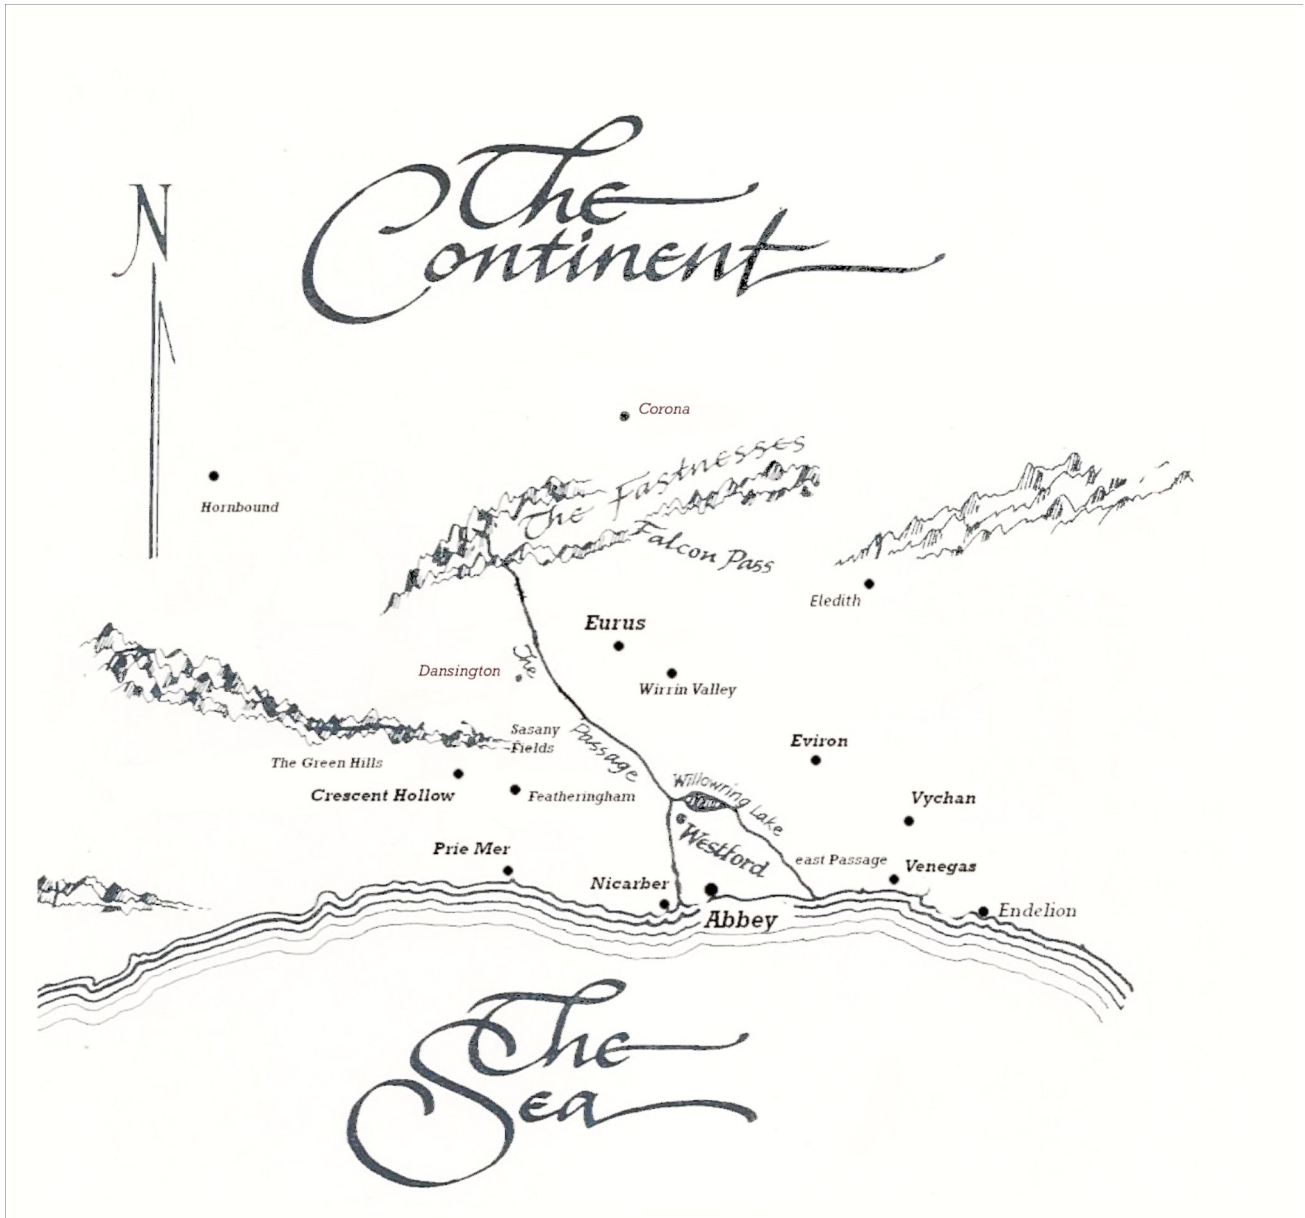 The
Continent
N
Corona
Hornbound
The Fastnesses
Falcon Pass
Eledith
Eurus
The
Dansington
Wirrin Valley
Sasany
Fields
Passage
Eviron
The Green Hills
Crescent Hollow
Featheringham
Willowring Lake
Vychan
Westford
Prie Mer
east Passage
Venegas
Nicarber
Abbey
Endelion
The
Sea